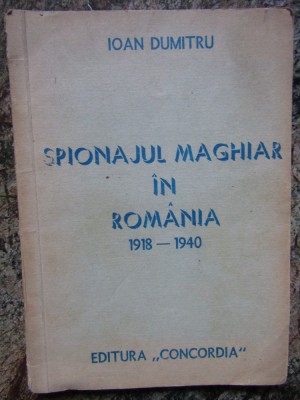 IOAN DUMITRU
SPIONAJUL MAGHIAR
ÎN
ROMÂNIA
1918 — 1940
EDITURA „CONCORDIA"